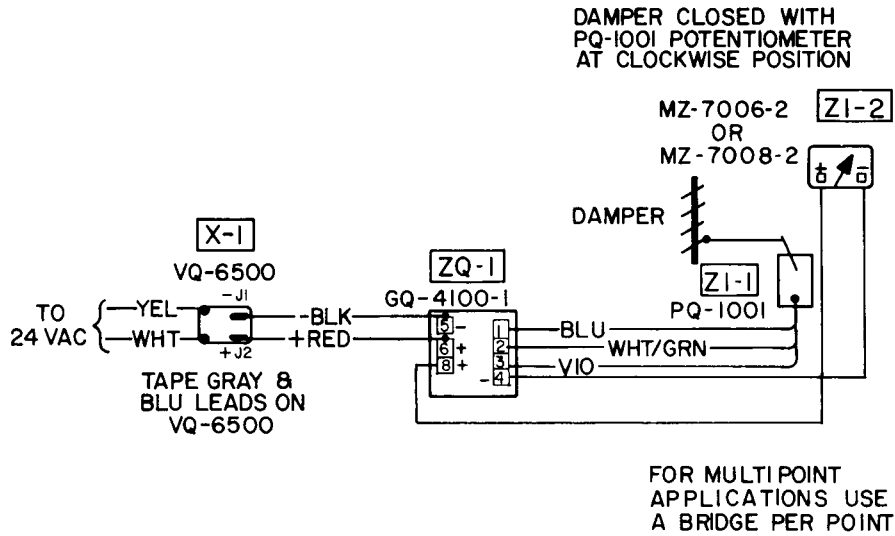 DAMPER CLOSED WITH
PQ-1001 POTENTIOMETER
AT CLOCKWISE POSITION
MZ-7006-2
OR
MZ-7008-2
Z1-2
+ -
DAMPER
Z1-1
PQ-1001
X-1
VQ-6500
-J1
+J2
TO
24 VAC
YEL
WHT
TAPE GRAY &
BLU LEADS ON
VQ-6500
-BLK
+RED
ZQ-1
GQ-4100-1
5 -
6 +
8 +
1
2
3
- 4
BLU
WHT/GRN
VIO
FOR MULTIPOINT
APPLICATIONS USE
A BRIDGE PER POINT